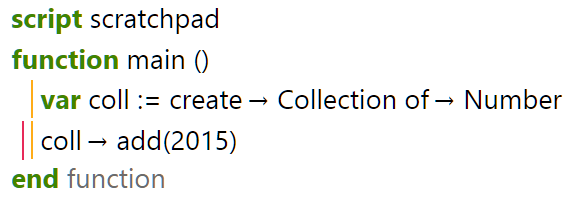 script scratchpad
function main ()
var coll := create → Collection of → Number
coll → add(2015)
end function